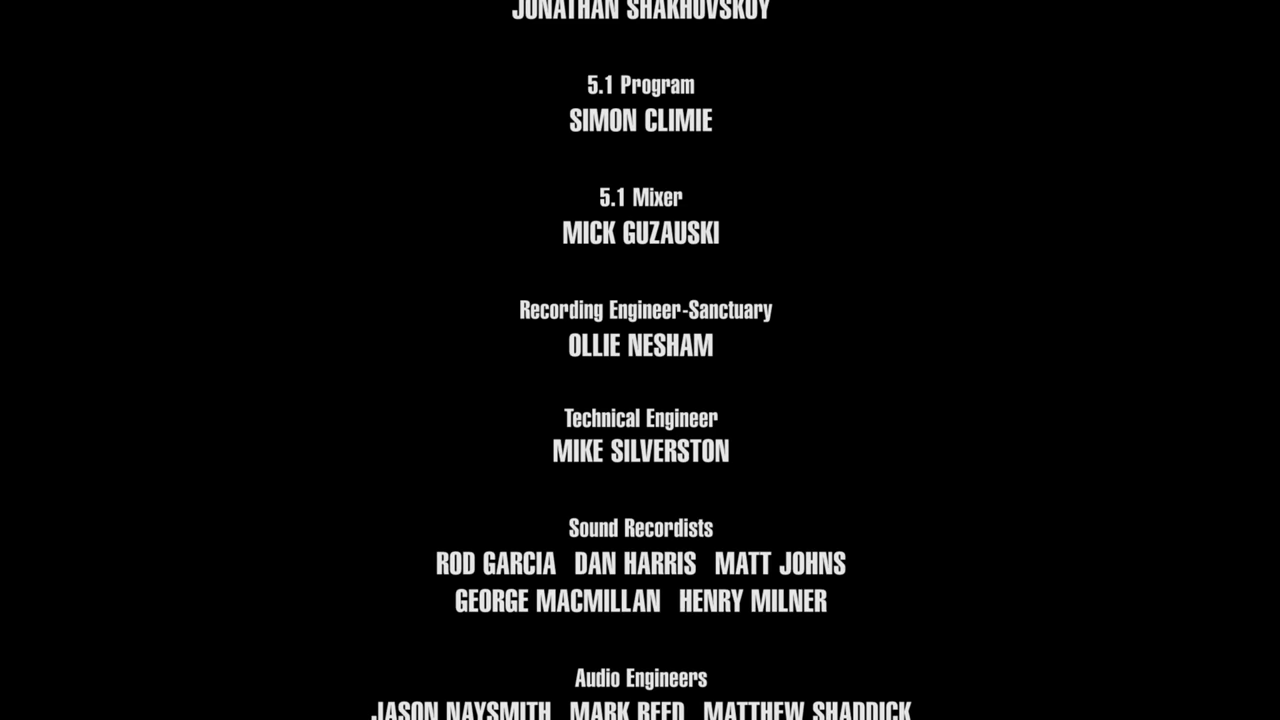 JONATHAN SHAKHOVSKOY
5.1 Program
SIMON CLIMIE
5.1 Mixer
MICK GUZAUSKI
Recording Engineer-Sanctuary
OLLIE NESHAM
Technical Engineer
MIKE SILVERSTON
Sound Recordists
ROD GARCIA DAN HARRIS MATT JOHNS
GEORGE MACMILLAN HENRY MILNER
Audio Engineers
JASON NAYSMITH MARK REED MATTHEW SHADDICK